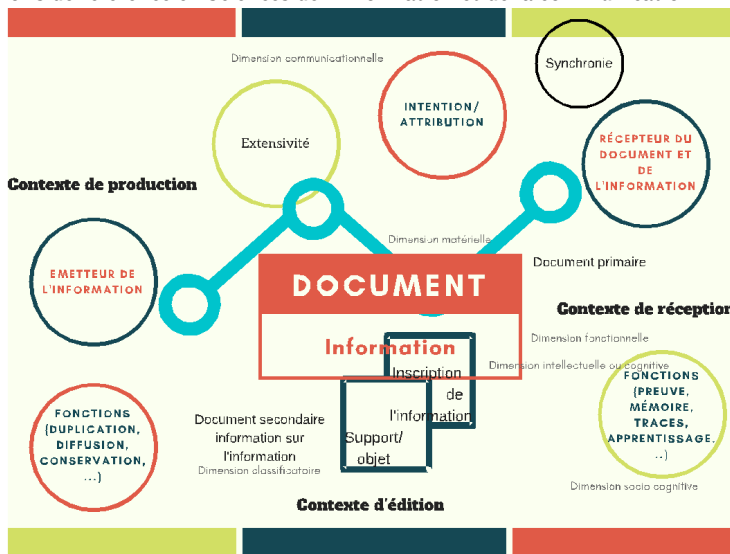 Dimension communicationnelle
Synchronie
INTENTION/
ATTRIBUTION
Extensivité
RÉCEPTEUR DU
DOCUMENT ET
DE
L'INFORMATION
Contexte de production
Dimension matérielle
Document primaire
EMETTEUR DE
L'INFORMATION
DOCUMENT
Contexte de réception
Information
Dimension fonctionnelle
Dimension intellectuelle ou cognitive
Inscription
de
l'information
FONCTIONS
(PREUVE,
MÉMOIRE,
TRACES,
APPRENTISSAGE,
..)
FONCTIONS
(DUPLICATION,
DIFFUSION,
CONSERVATION,
...)
Document secondaire
information sur
l'information
Dimension classificatoire
Support/
objet
Dimension socio cognitive
Contexte d'édition